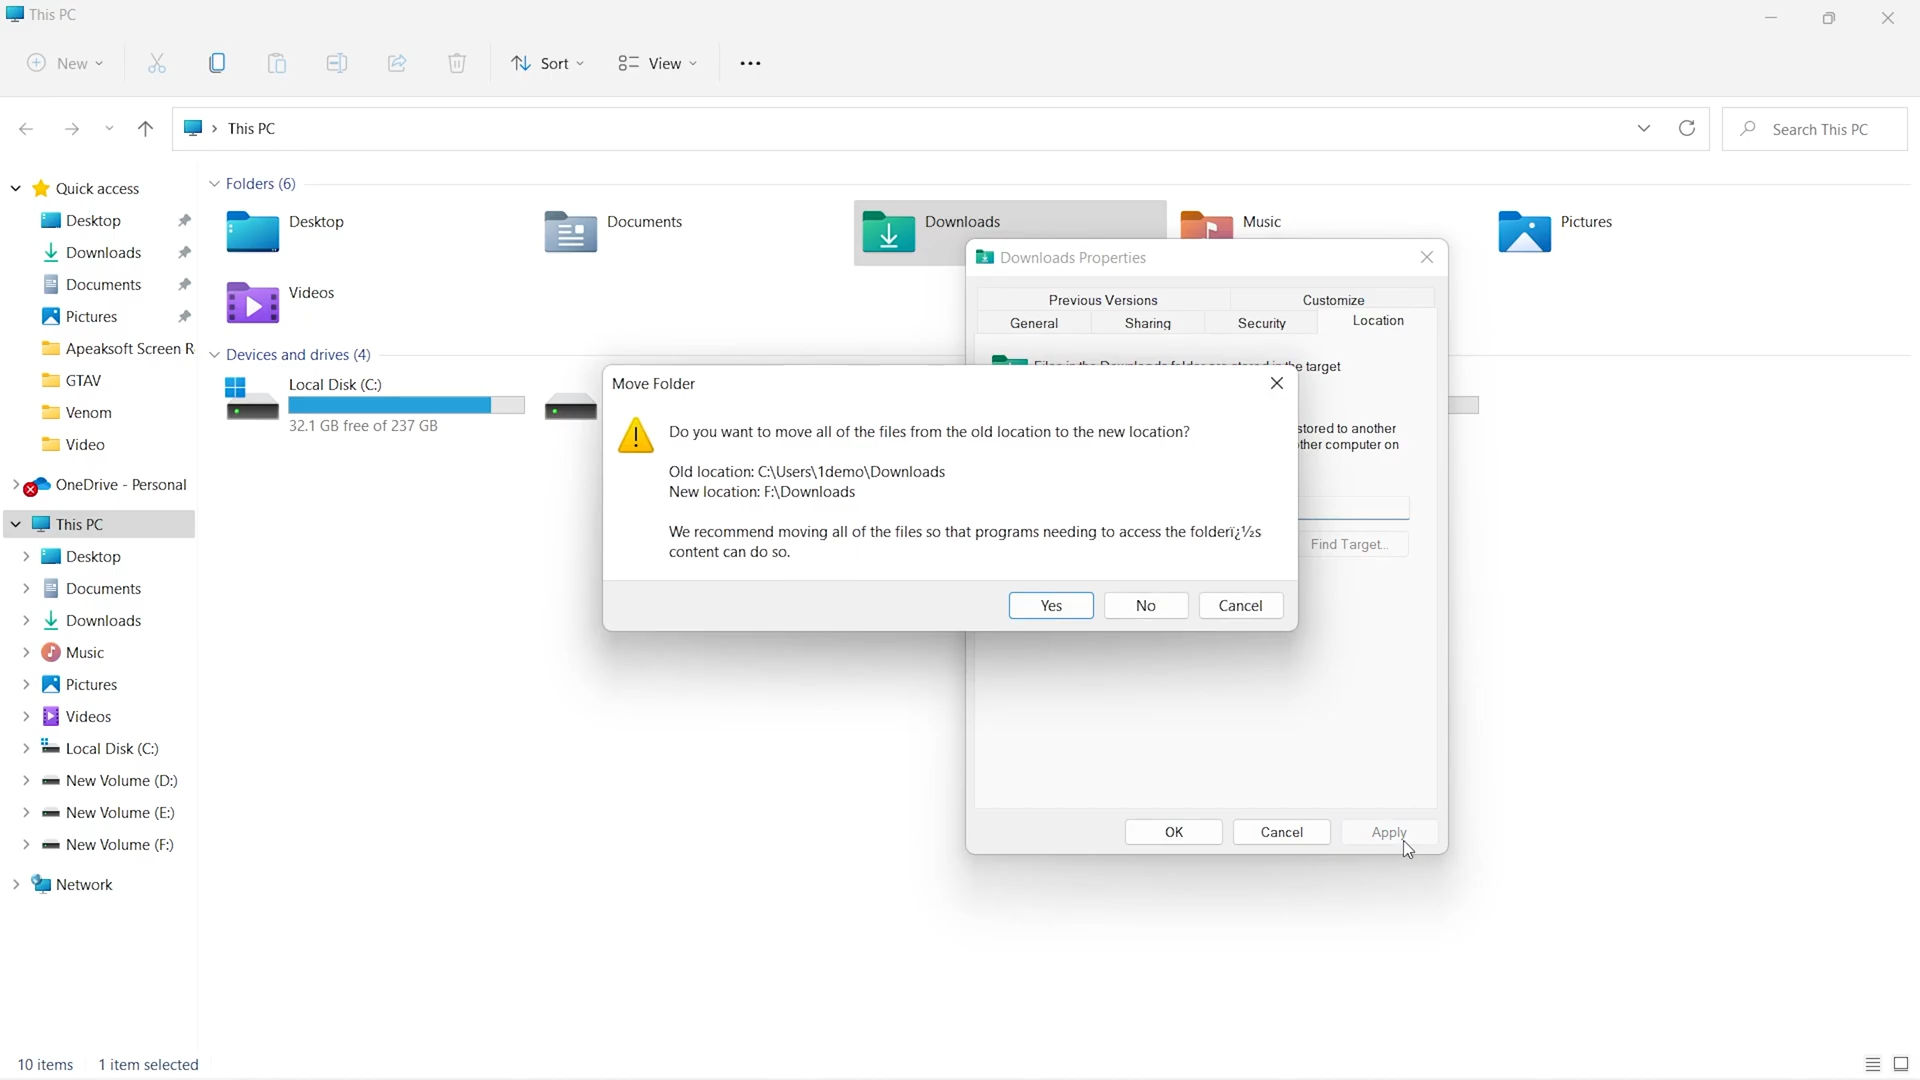 This PC
New
Sort
View
This PC
Search This PC
Quick access
Desktop
Downloads
Documents
Pictures
Apeaksoft Screen R
GTAV
Venom
Video
OneDrive - Personal
This PC
Desktop
Documents
Downloads
Music
Pictures
Videos
Local Disk (C:)
New Volume (D:)
New Volume (E:)
New Volume (F:)
Network
Folders (6)
Desktop
Documents
Downloads
Music
Pictures
Videos
Devices and drives (4)
Local Disk (C:)
32.1 GB free of 237 GB
Downloads Properties
Previous Versions
Customize
General
Sharing
Security
Location
Files in the Downloads folder are stored in the target
stored to another
other computer on
Find Target...
Move Folder
Do you want to move all of the files from the old location to the new location?
Old location: C:\Users\1demo\Downloads
New location: F:\Downloads
We recommend moving all of the files so that programs needing to access the folderï¿½s
content can do so.
Yes
No
Cancel
OK
Cancel
Apply
10 items
1 item selected